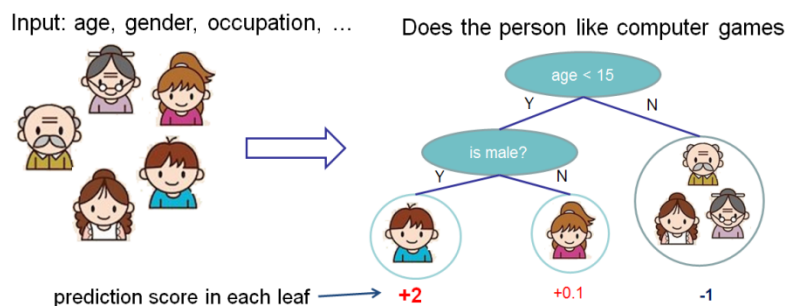 Input: age, gender, occupation, …
Does the person like computer games
age < 15
Y
N
is male?
Y
N
prediction score in each leaf
+2
+0.1
-1